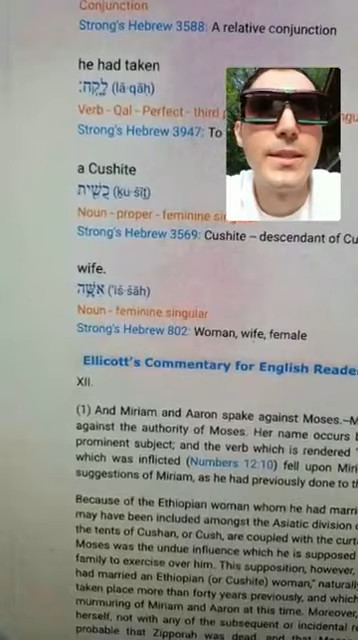 Conjunction
Strong's Hebrew 3588: A relative conjunction
he had taken
לָקָֽח׃ (lā·qāḥ)
Verb - Qal - Perfect - third
Strong's Hebrew 3947: To
a Cushite
כֻשִׁ֖ית (ḵu·šîṯ)
Noun - proper - feminine
Strong's Hebrew 3569: Cushite – descendant of Cu
wife.
אִשָּׁ֥ה ('iš·šāh)
Noun - feminine singular
Strong's Hebrew 802: Woman, wife, female
Ellicott's Commentary for English Reade
XII.
(1) And Miriam and Aaron spake against Moses.—M
against the authority of Moses. Her name occurs
prominent subject; and the verb which is rendered
which was inflicted (Numbers 12:10) fell upon Miri
suggestions of Miriam, as he had previously done to th
Because of the Ethiopian woman whom he had marri
may have been included amongst the Asiatic division
the tents of Cushan, or Cush, are coupled with the curt
Moses was the undue influence which he is supposed
family to exercise over him. This supposition, however,
had married an Ethiopian (or Cushite) woman," natural
taken place more than forty years previously, and which
murmuring of Miriam and Aaron at this time. Moreover,
herself, not with any of the subsequent or incidental r
probable that Zipporah was dead, and that